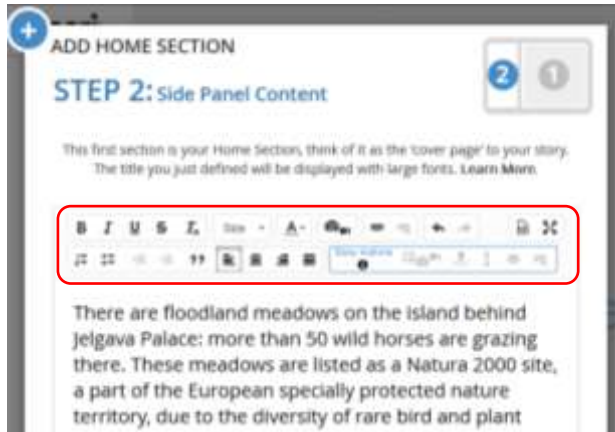 ADD HOME SECTION
STEP 2: Side Panel Content
2 1
This first section is your Home Section, think of it as the 'cover page' to your story.
The title you just defined will be displayed with large fonts. Learn More.
B I U S Tx Size A
There are floodland meadows on the island behind
Jelgava Palace: more than 50 wild horses are grazing
there. These meadows are listed as a Natura 2000 site,
a part of the European specially protected nature
territory, due to the diversity of rare bird and plant